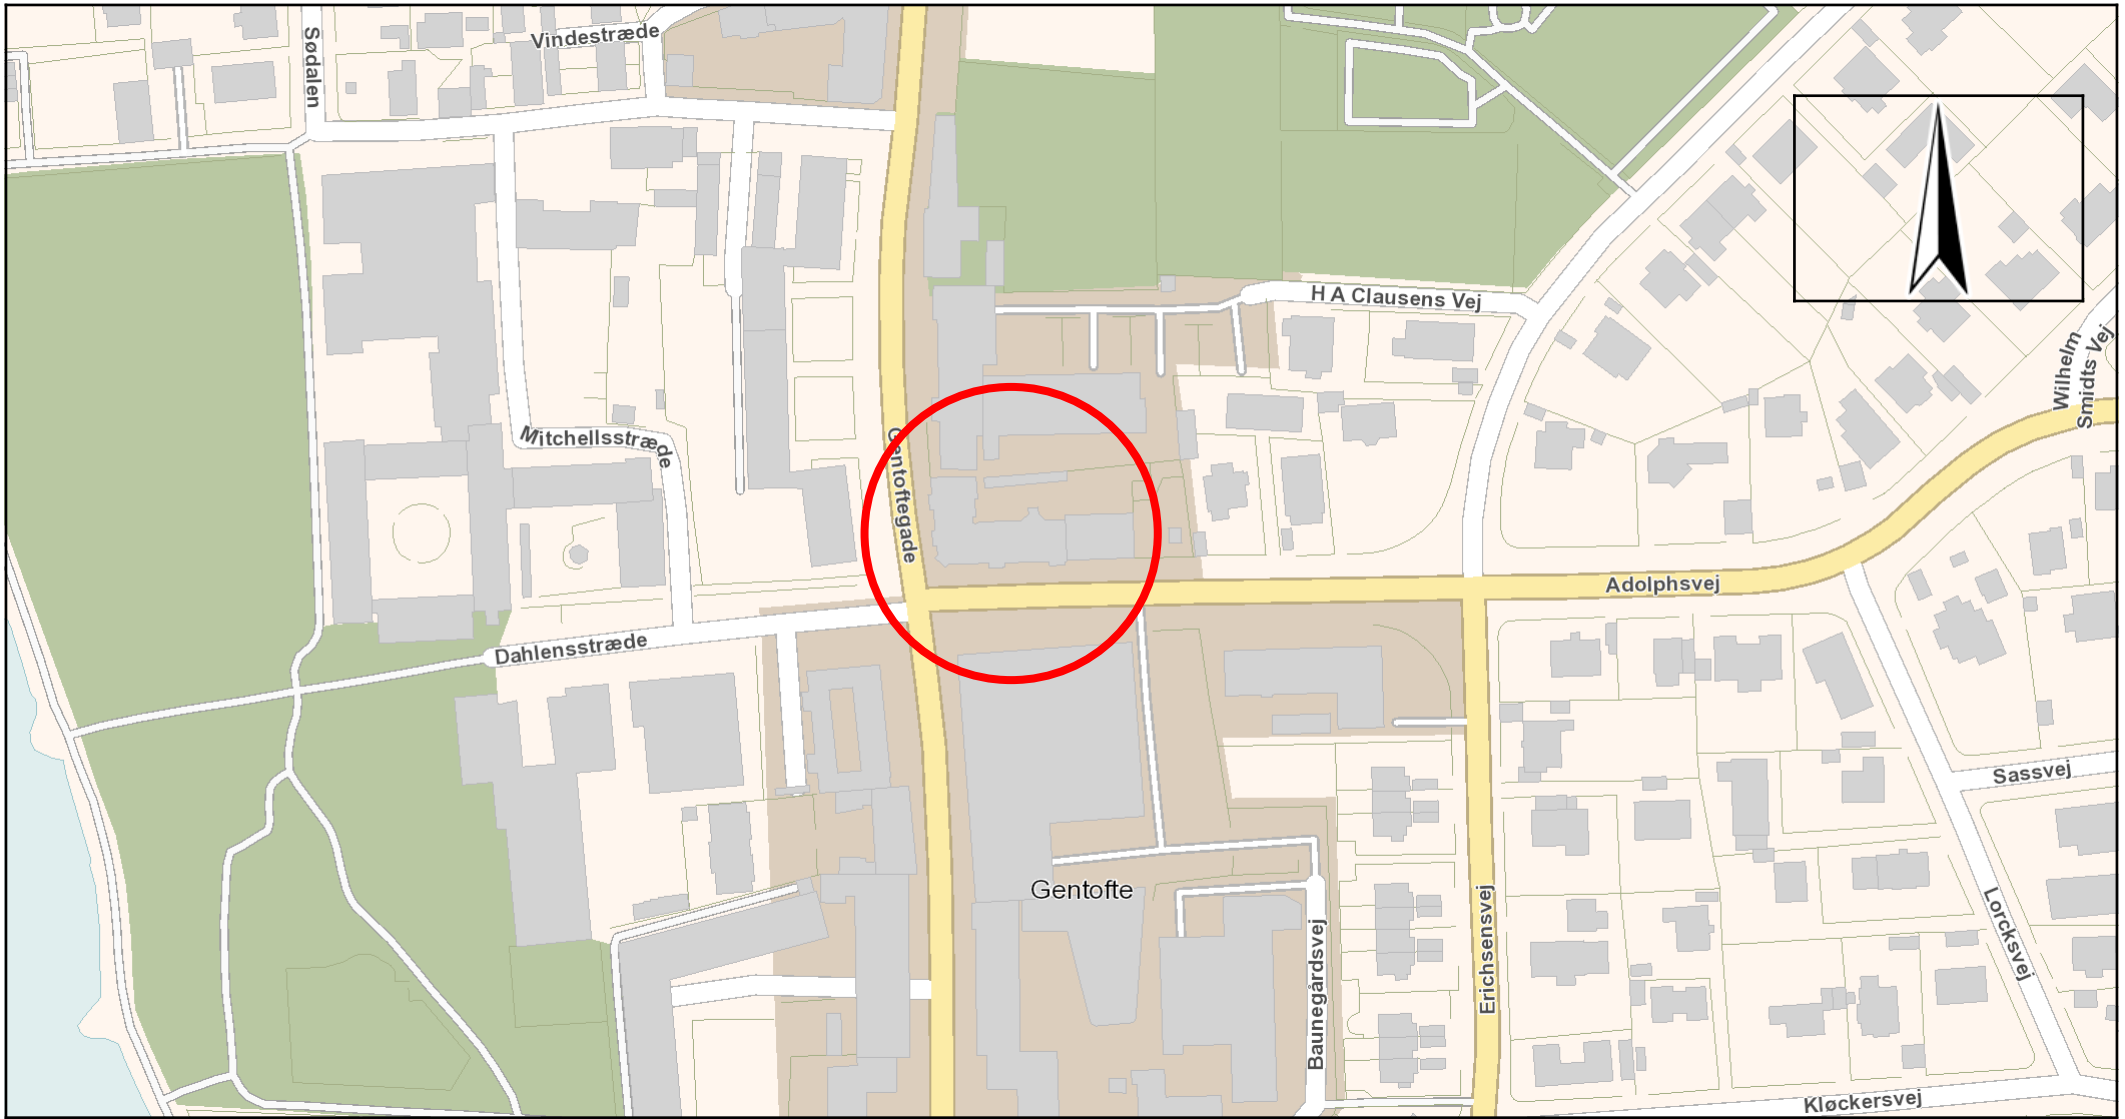 Vindestræde
Sødalen
H A Clausens Vej
Wilhelm
Smidts Vej
Mitchellsstræde
Gentoftegade
Adolphsvej
Dahlensstræde
Sassvej
Gentofte
Erichsensvej
Baunegårdsvej
Lorcksvej
Kløckersvej